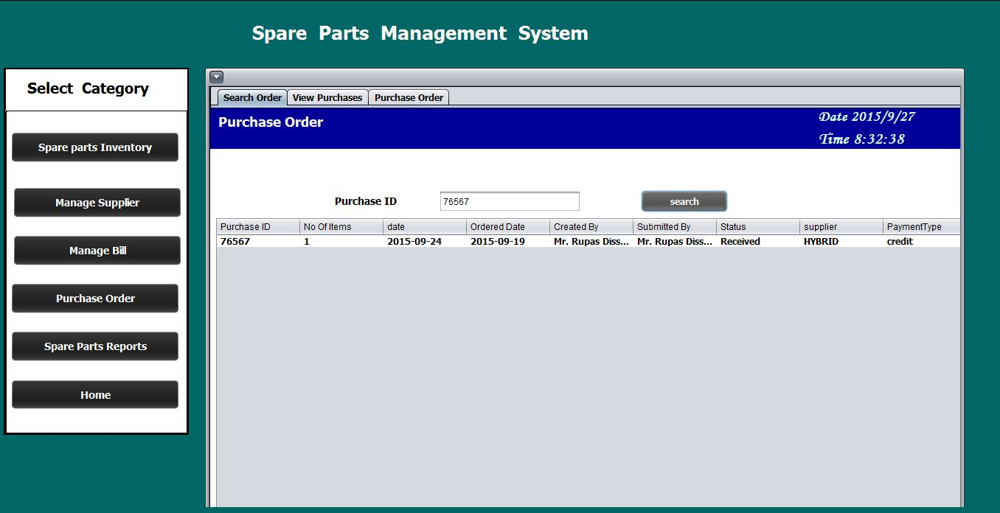 Spare Parts Management System
Select Category
Spare parts Inventory
Manage Supplier
Manage Bill
Purchase Order
Spare Parts Reports
Home
Search Order View Purchases Purchase Order
Purchase Order
Date 2015/9/27
Time 8:32:38
Purchase ID 76567 search
Purchase ID No Of Items date Ordered Date Created By Submitted By Status supplier PaymentType
76567 1 2015-09-24 2015-09-19 Mr. Rupas Diss... Mr. Rupas Diss... Received HYBRID credit